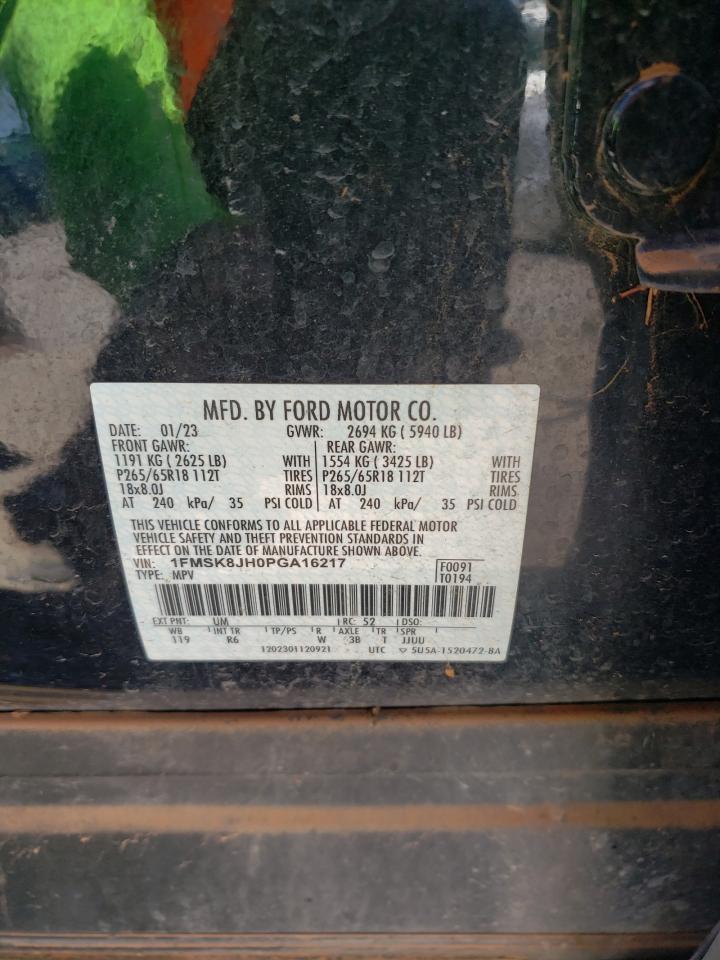 MFD. BY FORD MOTOR CO.
DATE: 01/23 GVWR: 2694 KG ( 5940 LB)
FRONT GAWR: REAR GAWR:
1191 KG ( 2625 LB) WITH 1554 KG ( 3425 LB) WITH
P265/65R18 112T TIRES P265/65R18 112T TIRES
18x8.0J RIMS 18x8.0J RIMS
AT 240 kPa/ 35 PSI COLD AT 240 kPa/ 35 PSI COLD
THIS VEHICLE CONFORMS TO ALL APPLICABLE FEDERAL MOTOR
VEHICLE SAFETY AND THEFT PREVENTION STANDARDS IN
EFFECT ON THE DATE OF MANUFACTURE SHOWN ABOVE.
VIN: 1FMSK8JH0PGA16217 F0091
TYPE: MPV T0194
EXT PNT: UM RC: 52 DSO:
WB INT TR TP/PS R AXLE TR SPR
119 R6 W 3B T JJUU
1202301120921 UTC ▽ 5U5A-1520472-BA